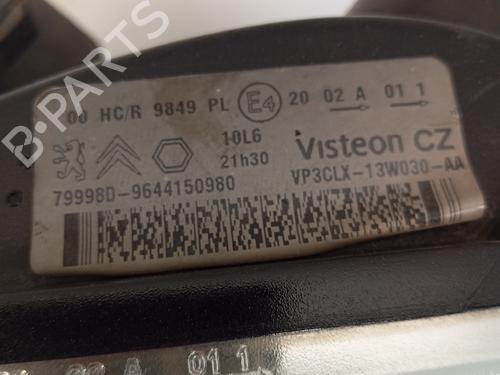 00 HC/R 9849 PL E4 20 02 A 01 1
10L6
21h30
Visteon CZ
79998D-9644150980
VP3CLX-13W030-AA
A 01 1